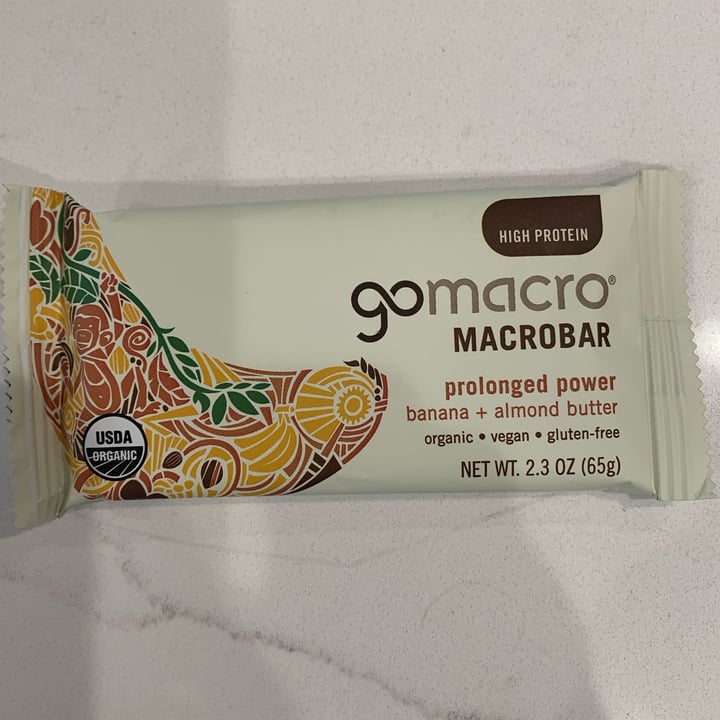 HIGH PROTEIN
gomacro®
MACROBAR
prolonged power
banana + almond butter
organic • vegan • gluten-free
NET WT. 2.3 OZ (65g)
USDA
ORGANIC